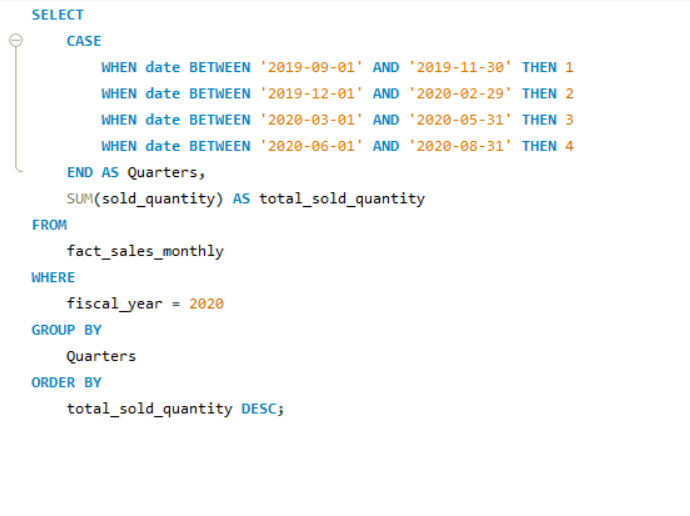 SELECT
CASE
WHEN date BETWEEN '2019-09-01' AND '2019-11-30' THEN 1
WHEN date BETWEEN '2019-12-01' AND '2020-02-29' THEN 2
WHEN date BETWEEN '2020-03-01' AND '2020-05-31' THEN 3
WHEN date BETWEEN '2020-06-01' AND '2020-08-31' THEN 4
END AS Quarters,
SUM(sold_quantity) AS total_sold_quantity
FROM
fact_sales_monthly
WHERE
fiscal_year = 2020
GROUP BY
Quarters
ORDER BY
total_sold_quantity DESC;